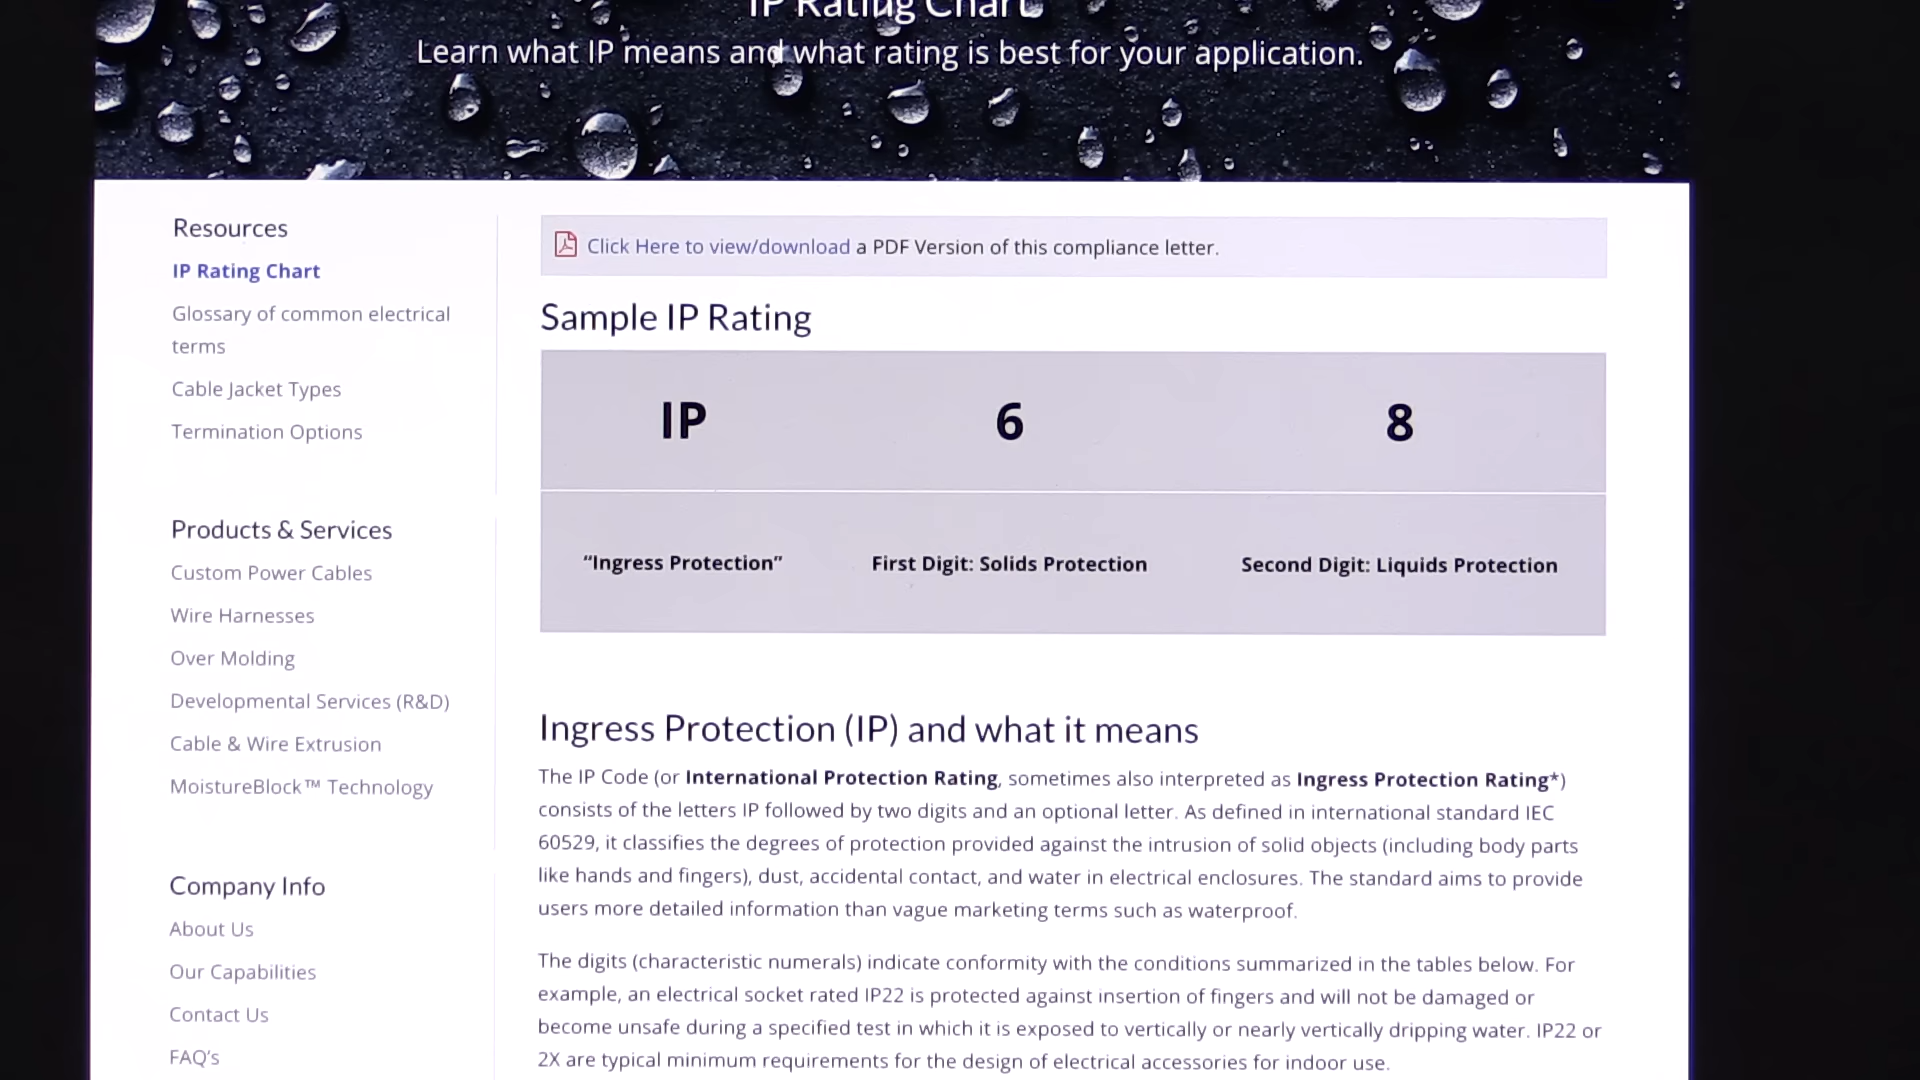 IP Rating Chart
Learn what IP means and what rating is best for your application.
Resources
IP Rating Chart
Glossary of common electrical
terms
Cable Jacket Types
Termination Options
Products & Services
Custom Power Cables
Wire Harnesses
Over Molding
Developmental Services (R&D)
Cable & Wire Extrusion
MoistureBlock™ Technology
Company Info
About Us
Our Capabilities
Contact Us
FAQ's
Click Here to view/download a PDF Version of this compliance letter.
Sample IP Rating
IP 6 8
“Ingress Protection” First Digit: Solids Protection Second Digit: Liquids Protection
Ingress Protection (IP) and what it means
The IP Code (or International Protection Rating, sometimes also interpreted as Ingress Protection Rating*)
consists of the letters IP followed by two digits and an optional letter. As defined in international standard IEC
60529, it classifies the degrees of protection provided against the intrusion of solid objects (including body parts
like hands and fingers), dust, accidental contact, and water in electrical enclosures. The standard aims to provide
users more detailed information than vague marketing terms such as waterproof.
The digits (characteristic numerals) indicate conformity with the conditions summarized in the tables below. For
example, an electrical socket rated IP22 is protected against insertion of fingers and will not be damaged or
become unsafe during a specified test in which it is exposed to vertically or nearly vertically dripping water. IP22 or
2X are typical minimum requirements for the design of electrical accessories for indoor use.